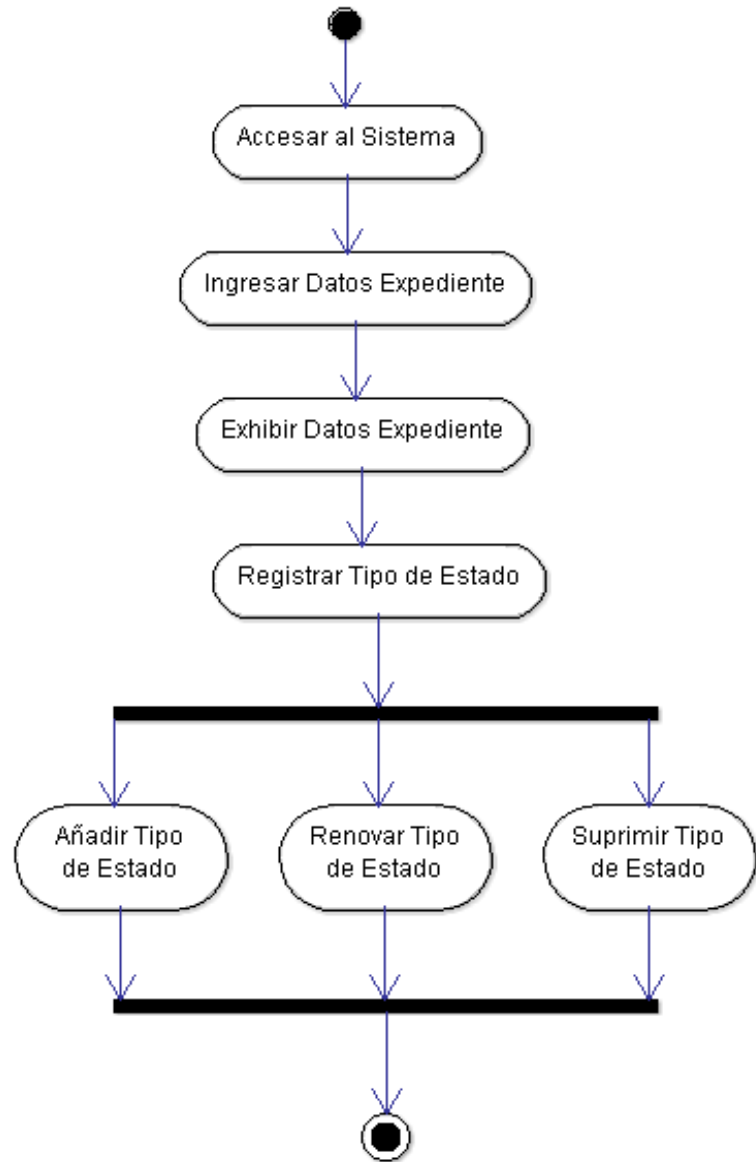 Accesar al Sistema
Ingresar Datos Expediente
Exhibir Datos Expediente
Registrar Tipo de Estado
Añadir Tipo
de Estado
Renovar Tipo
de Estado
Suprimir Tipo
de Estado